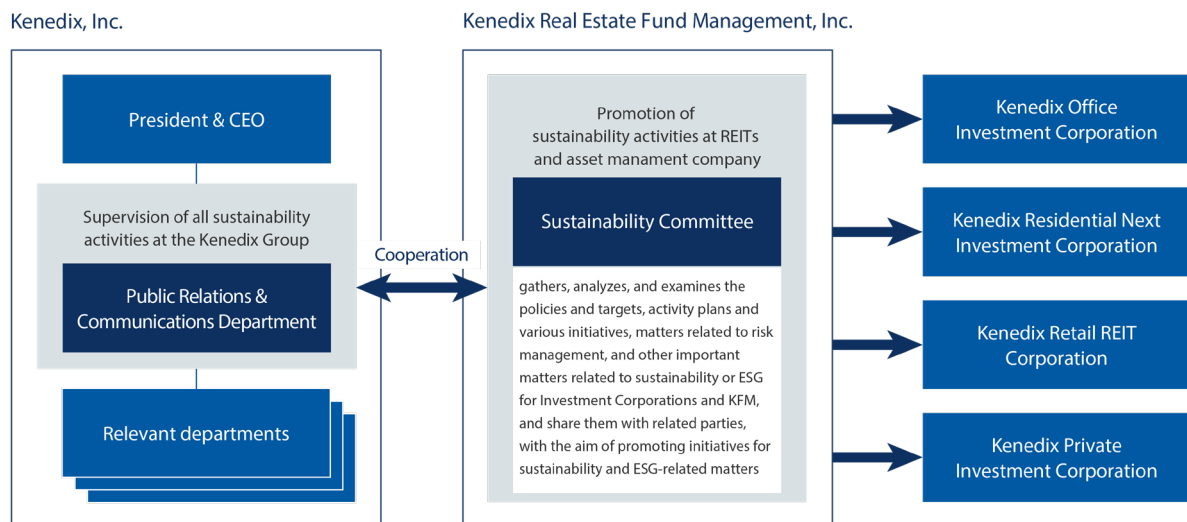 Kenedix, Inc.
President & CEO
Supervision of all sustainability
activities at the Kenedix Group
Public Relations &
Communications Department
Relevant departments
Cooperation
Kenedix Real Estate Fund Management, Inc.
Promotion of
sustainability activities at REITs
and asset manament company
Sustainability Committee
gathers, analyzes, and examines the
policies and targets, activity plans and
various initiatives, matters related to risk
management, and other important
matters related to sustainability or ESG
for Investment Corporations and KFM,
and share them with related parties,
with the aim of promoting initiatives for
sustainability and ESG-related matters
Kenedix Office
Investment Corporation
Kenedix Residential Next
Investment Corporation
Kenedix Retail REIT
Corporation
Kenedix Private
Investment Corporation